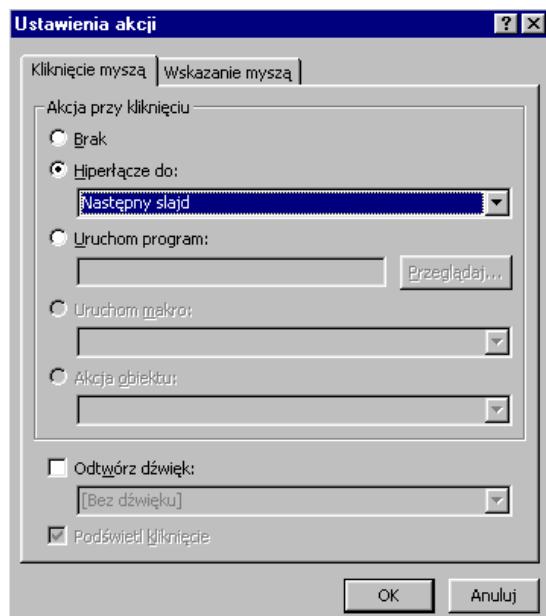 Ustawienia akcji
Kliknięcie myszą Wskazanie myszą
Akcja przy kliknięciu
Brak
Hiperłącze do:
Następny slajd
Uruchom program:
Przeglądaj...
Uruchom makro:
Akcja obiektu:
Odtwórz dźwięk:
[Bez dźwięku]
Podświetl kliknięcie
OK Anuluj